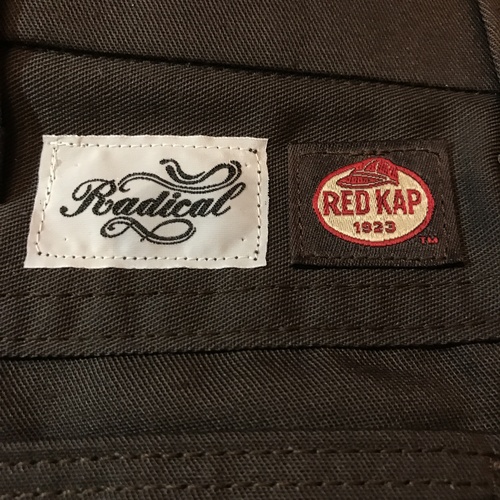 Radical
RED KAP
1923
TM